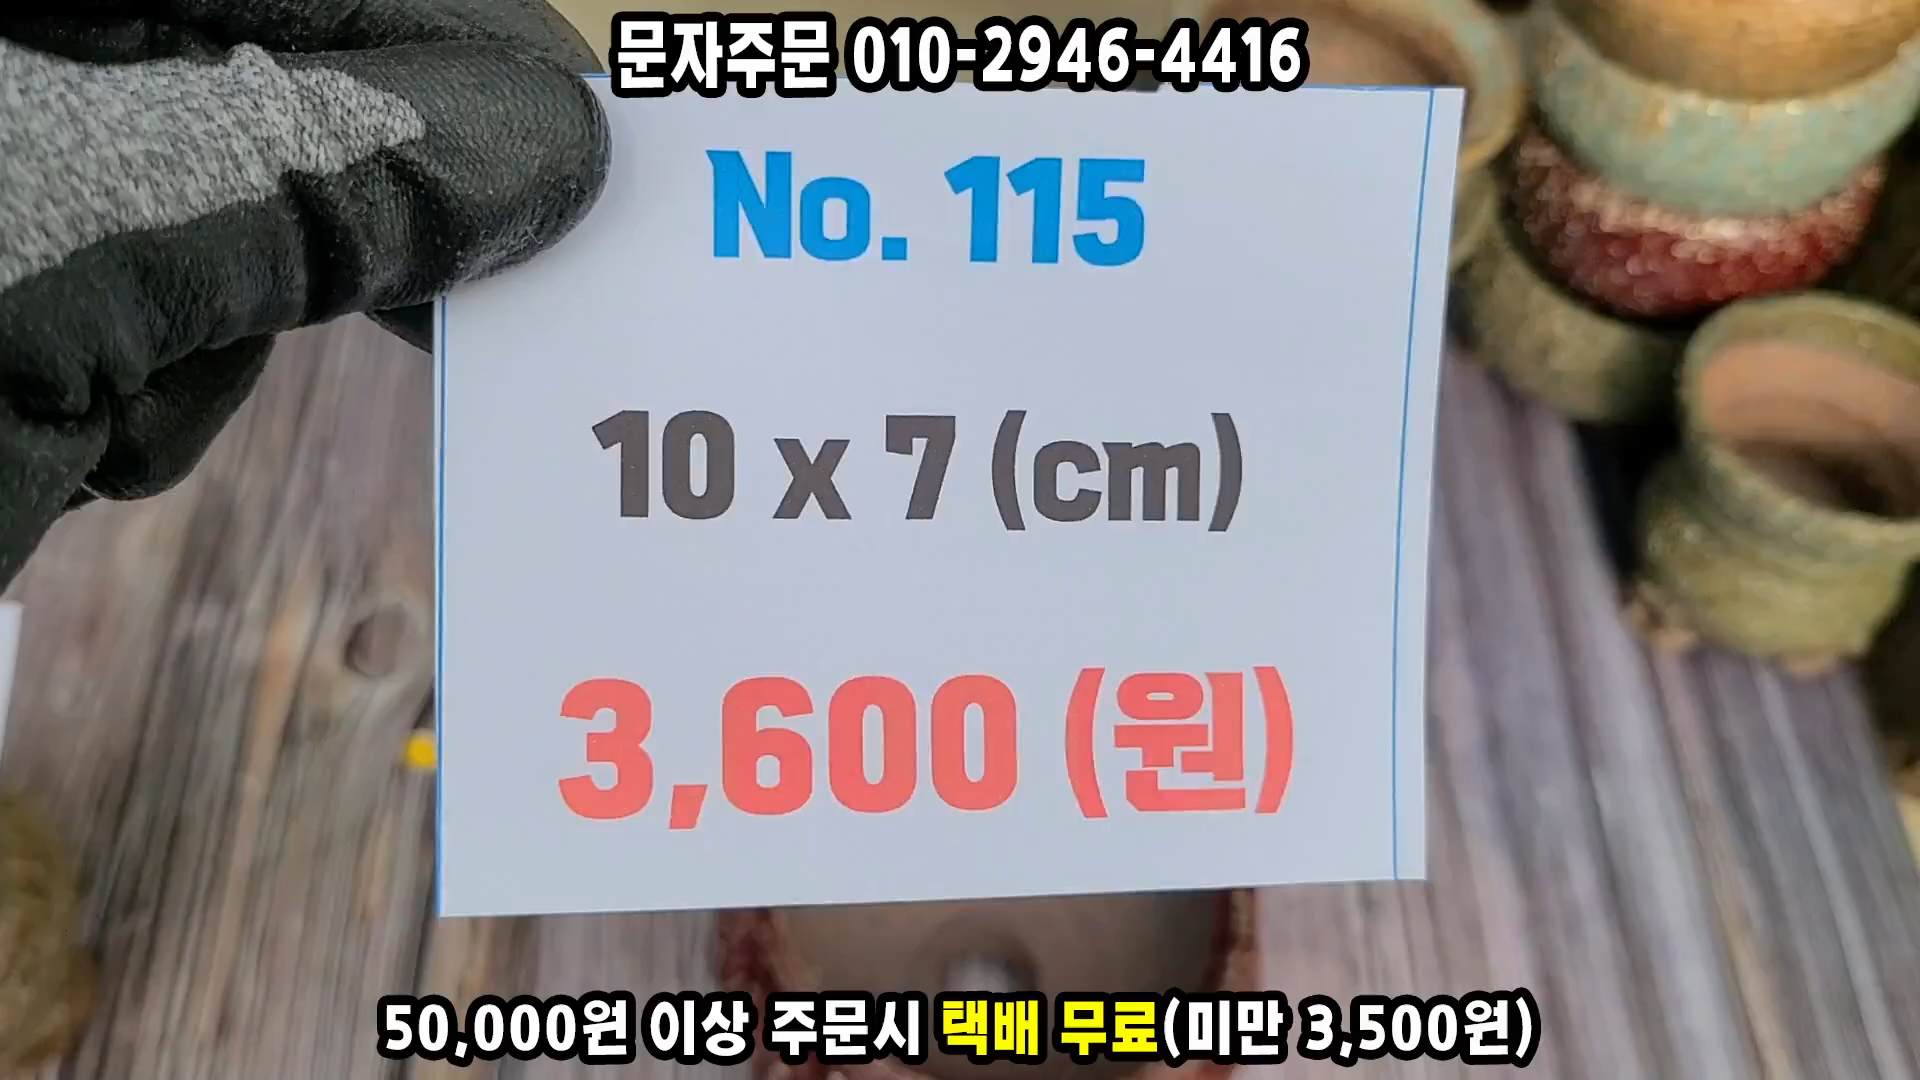 문자주문 010-2946-4416
No. 115
10 x 7 (cm)
3,600 (원)
50,000원 이상 주문시 택배 무료(미만 3,500원)